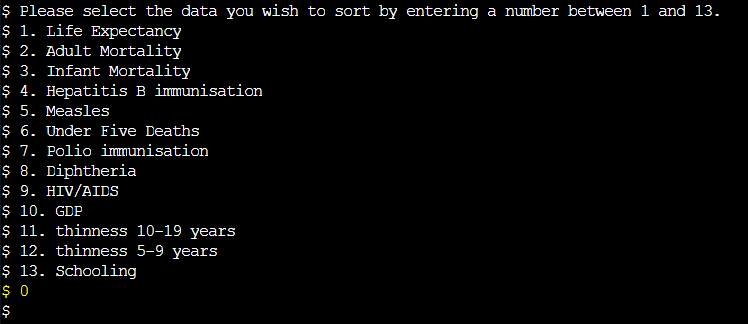 $ Please select the data you wish to sort by entering a number between 1 and 13.
$ 1. Life Expectancy
$ 2. Adult Mortality
$ 3. Infant Mortality
$ 4. Hepatitis B immunisation
$ 5. Measles
$ 6. Under Five Deaths
$ 7. Polio immunisation
$ 8. Diphtheria
$ 9. HIV/AIDS
$ 10. GDP
$ 11. thinness 10-19 years
$ 12. thinness 5-9 years
$ 13. Schooling
$ 0
$